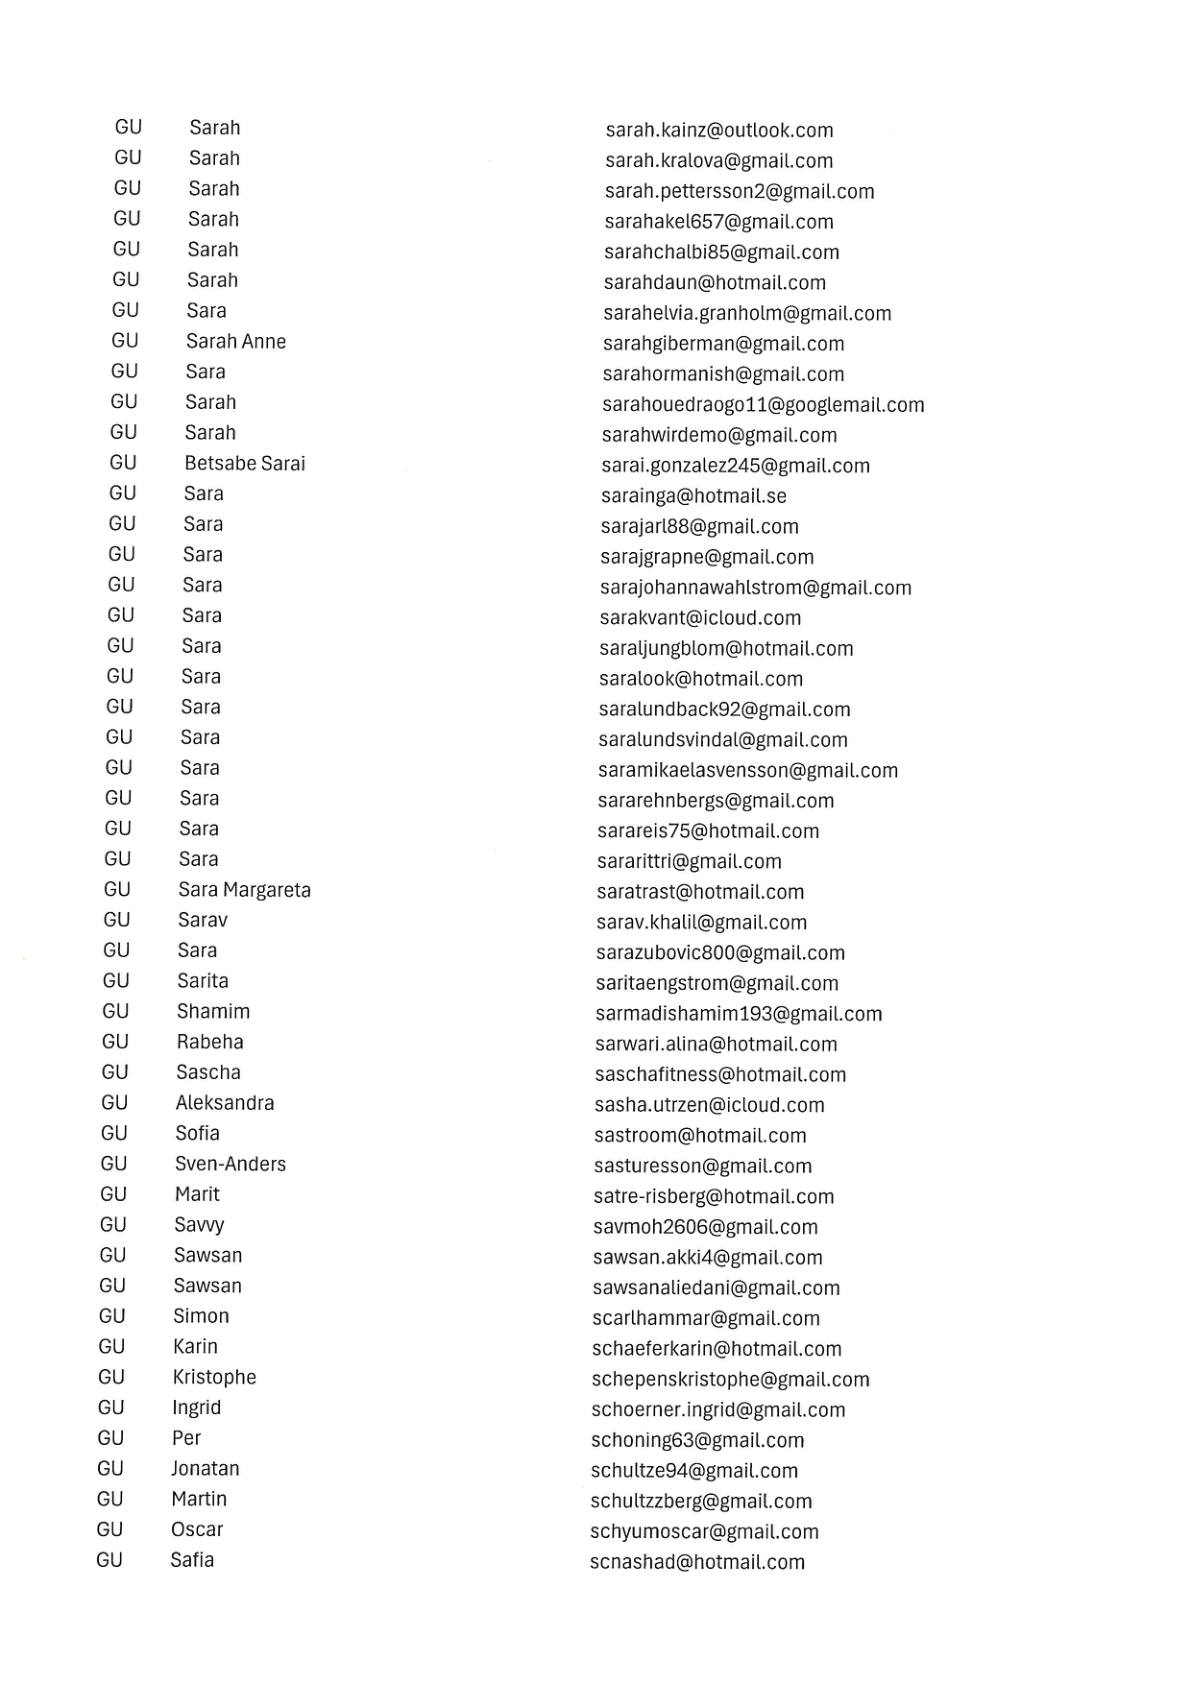 GU Sarah sarah.kainz@outlook.com
GU Sarah sarah.kralova@gmail.com
GU Sarah sarah.pettersson2@gmail.com
GU Sarah sarahakel657@gmail.com
GU Sarah sarahchalbi85@gmail.com
GU Sarah sarahdaun@hotmail.com
GU Sara sarahelvia.granholm@gmail.com
GU Sarah Anne sarahgiberman@gmail.com
GU Sara sarahormanish@gmail.com
GU Sarah sarahouedraogo11@googlemail.com
GU Sarah sarahwirdemo@gmail.com
GU Betsabe Sarai sarai.gonzalez245@gmail.com
GU Sara sarainga@hotmail.se
GU Sara sarajarl88@gmail.com
GU Sara sarajgrapne@gmail.com
GU Sara sarajohannawahlstrom@gmail.com
GU Sara sarakvant@icloud.com
GU Sara saraljungblom@hotmail.com
GU Sara saralook@hotmail.com
GU Sara saralundback92@gmail.com
GU Sara saralundsvindal@gmail.com
GU Sara saramikaelasvensson@gmail.com
GU Sara sararehnbergs@gmail.com
GU Sara sarareis75@hotmail.com
GU Sara sararittri@gmail.com
GU Sara Margareta saratrast@hotmail.com
GU Sarav sarav.khalil@gmail.com
GU Sara sarazubovic800@gmail.com
GU Sarita saritaengstrom@gmail.com
GU Shamim sarmadishamim193@gmail.com
GU Rabeha sarwari.alina@hotmail.com
GU Sascha saschafitness@hotmail.com
GU Aleksandra sasha.utrzen@icloud.com
GU Sofia sastroom@hotmail.com
GU Sven-Anders sasturesson@gmail.com
GU Marit satre-risberg@hotmail.com
GU Savvy savmoh2606@gmail.com
GU Sawsan sawsan.akki4@gmail.com
GU Sawsan sawsanaliedani@gmail.com
GU Simon scarlhammar@gmail.com
GU Karin schaeferkarin@hotmail.com
GU Kristophe schepenskristophe@gmail.com
GU Ingrid schoerner.ingrid@gmail.com
GU Per schoning63@gmail.com
GU Jonatan schultze94@gmail.com
GU Martin schultzzberg@gmail.com
GU Oscar schyumoscar@gmail.com
GU Safia scnashad@hotmail.com